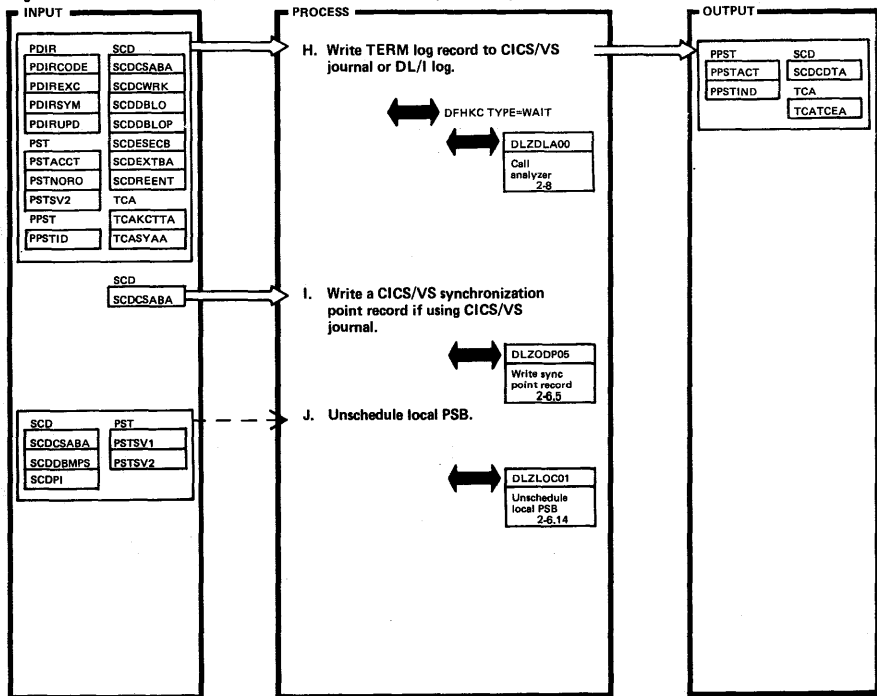 INPUT
PROCESS
OUTPUT
PDIR
PDIRCODE
PDIREXC
PDIRSYM
PDIRUPD
PST
PSTACCT
PSTNORO
PSTSV2
PPST
PPSTID
SCD
SCDCSABA
SCDCWRK
SCDDBLO
SCDDBLOP
SCDESECB
SCDEXTBA
SCDREENT
TCA
TCAKCTTA
TCASYAA
H. Write TERM log record to CICS/VS
journal or DL/I log.
DFHKC TYPE=WAIT
DLZDLA00
Call
analyzer
2-8
PPST
PPSTACT
PPSTIND
SCD
SCDCDTA
TCA
TCATCEA
SCD
SCDCSABA
I. Write a CICS/VS synchronization
point record if using CICS/VS
journal.
DLZODP05
Write sync
point record
2-6.5
SCD
SCDCSABA
SCDDBMPS
SCDPI
PST
PSTSV1
PSTSV2
J. Unschedule local PSB.
DLZLOC01
Unschedule
local PSB
2-6.14